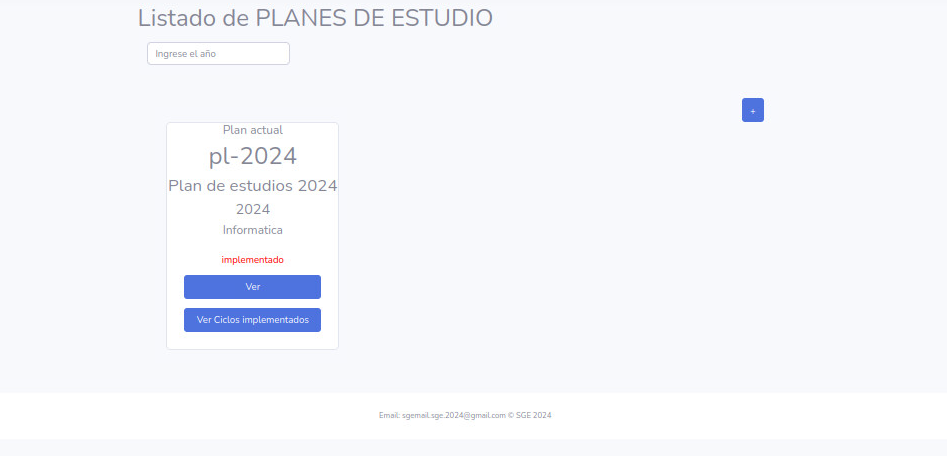 Listado de PLANES DE ESTUDIO
Ingrese el año
+
Plan actual
pl-2024
Plan de estudios 2024
2024
Informatica
implementado
Ver
Ver Ciclos implementados
Email: sgemail.sge.2024@gmail.com © SGE 2024